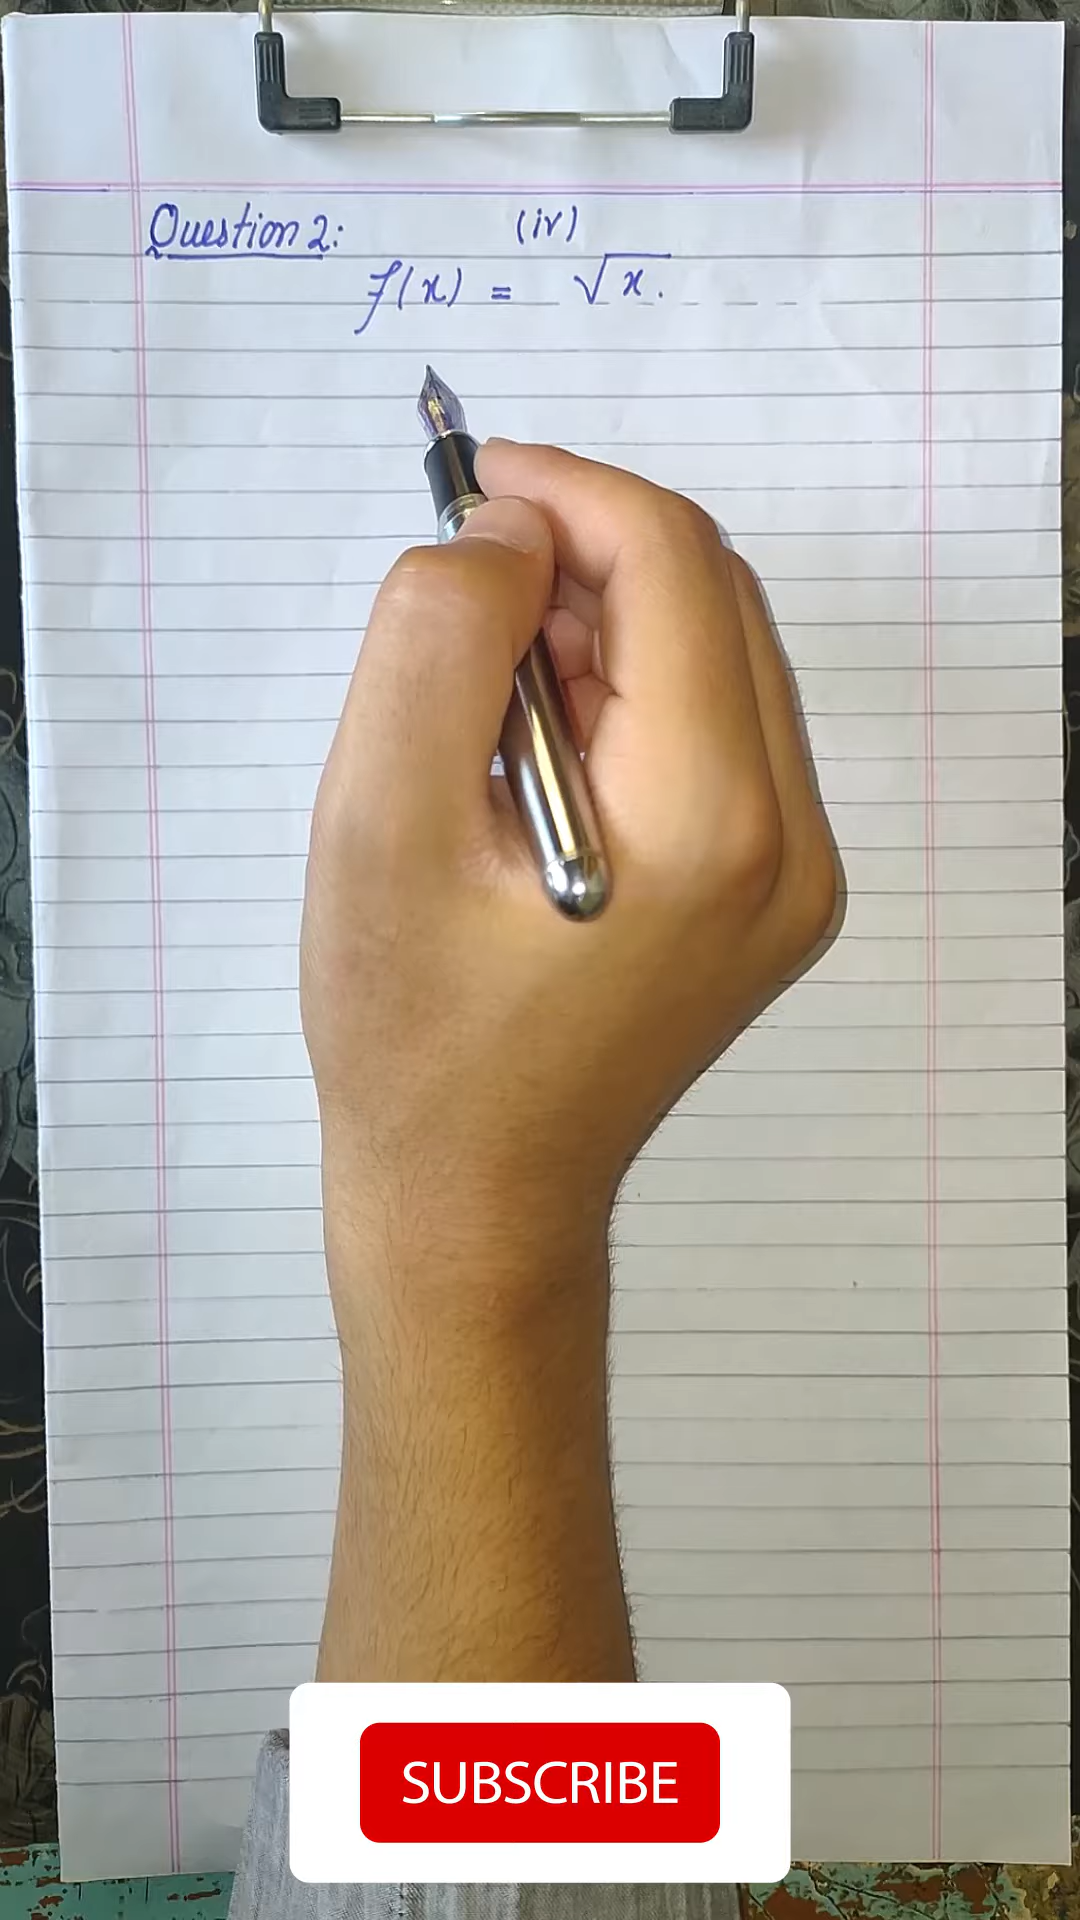 Question 2: (iv)
f(x) = √x.
SUBSCRIBE